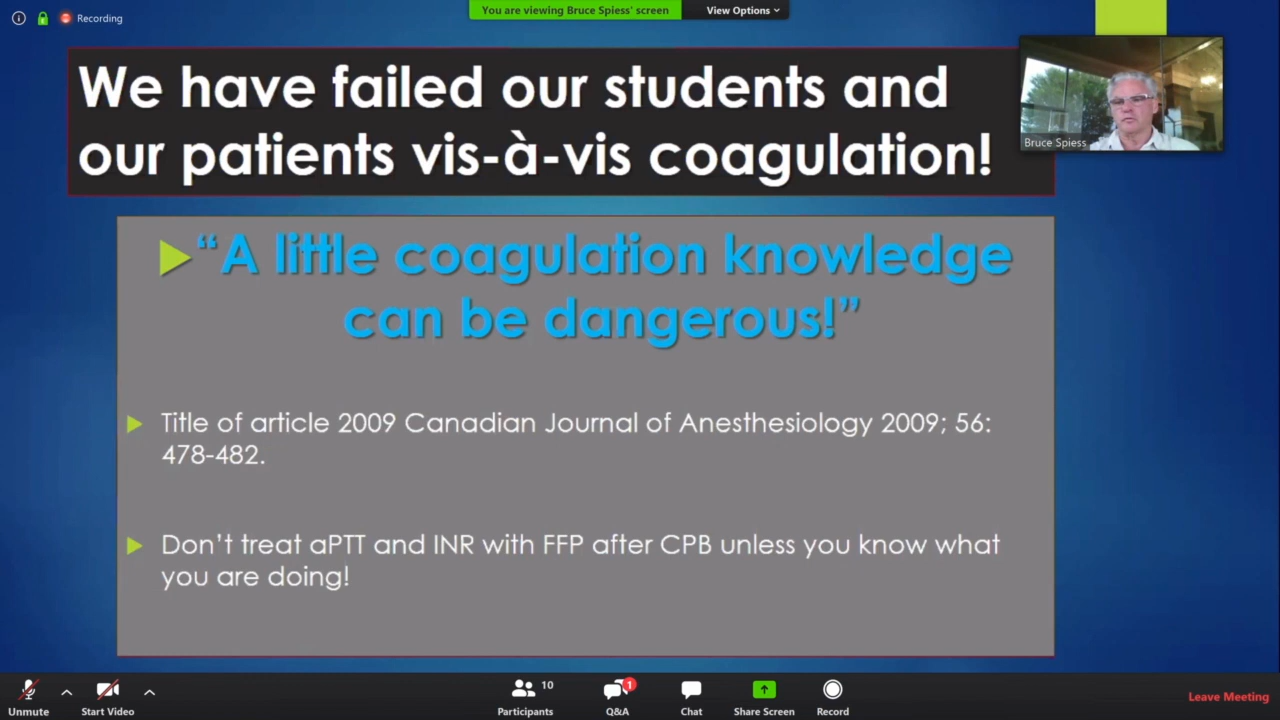 Recording
You are viewing Bruce Spiess' screen
View Options
We have failed our students and
our patients vis-à-vis coagulation!
Bruce Spiess
“A little coagulation knowledge
can be dangerous!”
Title of article 2009 Canadian Journal of Anesthesiology 2009; 56:
478-482.
Don’t treat aPTT and INR with FFP after CPB unless you know what
you are doing!
Unmute
Start Video
10
Participants
1
Q&A
Chat
Share Screen
Record
Leave Meeting